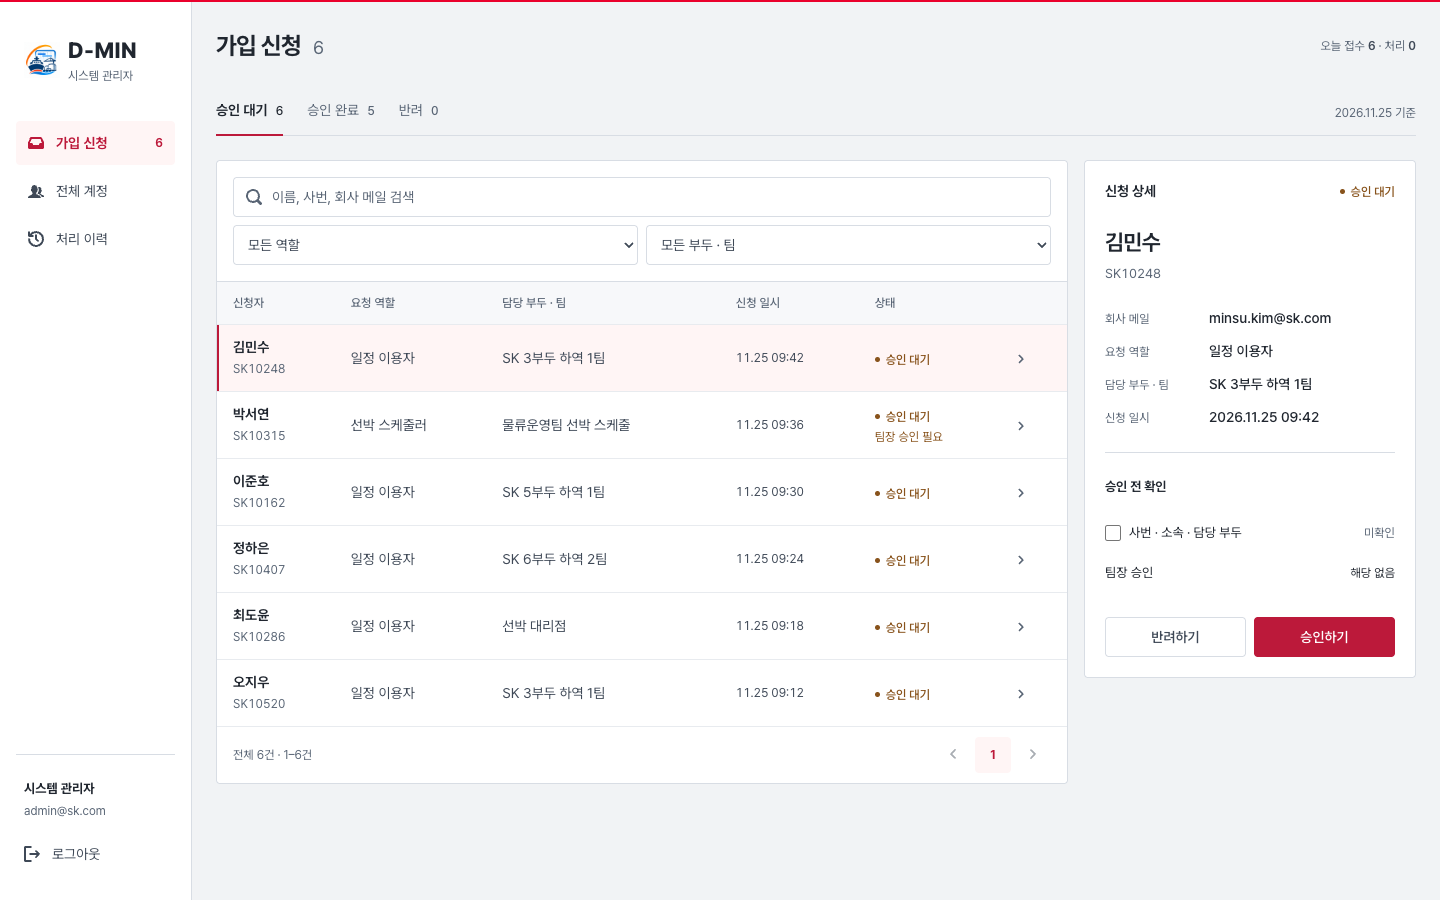 D-MIN
시스템 관리자
가입 신청 6
전체 계정
처리 이력
시스템 관리자
admin@sk.com
로그아웃
가입 신청 6
오늘 접수 6 · 처리 0
승인 대기 6 승인 완료 5 반려 0
2026.11.25 기준
이름, 사번, 회사 메일 검색
모든 역할 모든 부두 · 팀
신청자 요청 역할 담당 부두 · 팀 신청 일시 상태
김민수
SK10248
일정 이용자 SK 3부두 하역 1팀 11.25 09:42 승인 대기
박서연
SK10315
선박 스케줄러 물류운영팀 선박 스케줄 11.25 09:36 승인 대기
팀장 승인 필요
이준호
SK10162
일정 이용자 SK 5부두 하역 1팀 11.25 09:30 승인 대기
정하은
SK10407
일정 이용자 SK 6부두 하역 2팀 11.25 09:24 승인 대기
최도윤
SK10286
일정 이용자 선박 대리점 11.25 09:18 승인 대기
오지우
SK10520
일정 이용자 SK 3부두 하역 1팀 11.25 09:12 승인 대기
전체 6건 · 1–6건
1
신청 상세 승인 대기
김민수
SK10248
회사 메일 minsu.kim@sk.com
요청 역할 일정 이용자
담당 부두 · 팀 SK 3부두 하역 1팀
신청 일시 2026.11.25 09:42
승인 전 확인
사번 · 소속 · 담당 부두 미확인
팀장 승인 해당 없음
반려하기 승인하기